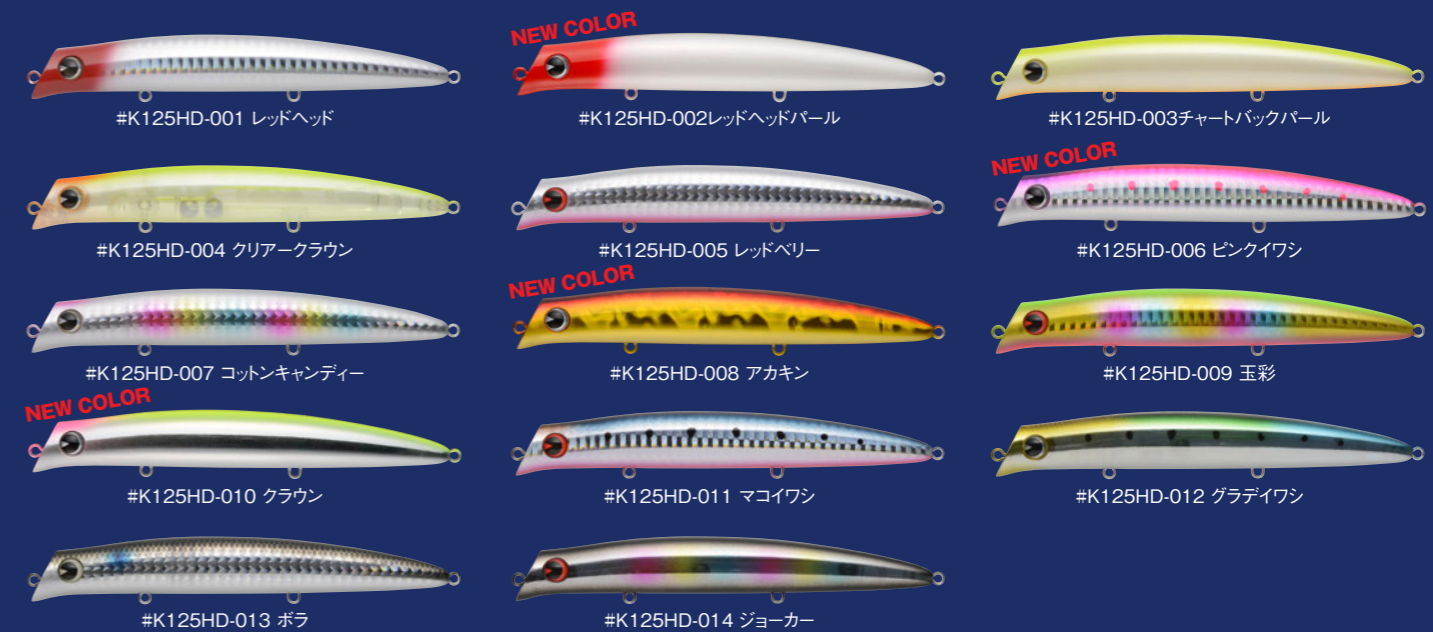 #K125HD-001 レッドヘッド
NEW COLOR
#K125HD-002レッドヘッドパール
#K125HD-003チャートバックパール
#K125HD-004 クリアークラウン
#K125HD-005 レッドベリー
NEW COLOR
#K125HD-006 ピンクイワシ
#K125HD-007 コットンキャンディー
NEW COLOR
#K125HD-008 アカキン
#K125HD-009 玉彩
NEW COLOR
#K125HD-010 クラウン
#K125HD-011 マコイワシ
#K125HD-012 グラデイワシ
#K125HD-013 ボラ
#K125HD-014 ジョーカー